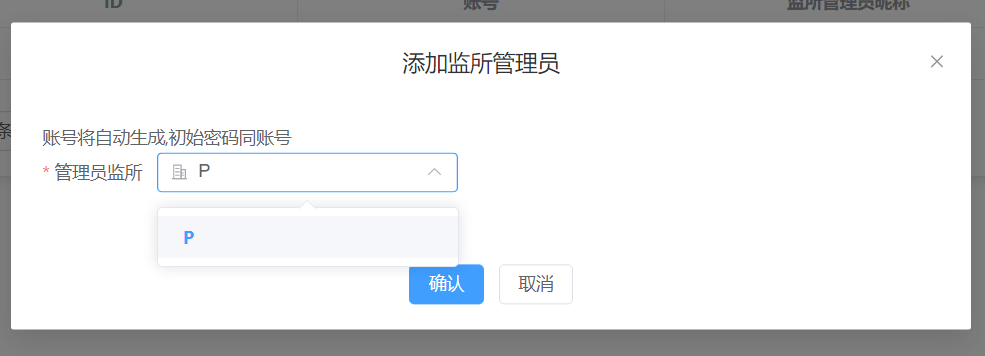 ID 账号 监所管理员昵称
添加监所管理员
条
账号将自动生成,初始密码同账号
* 管理员监所 P
P
确认 取消